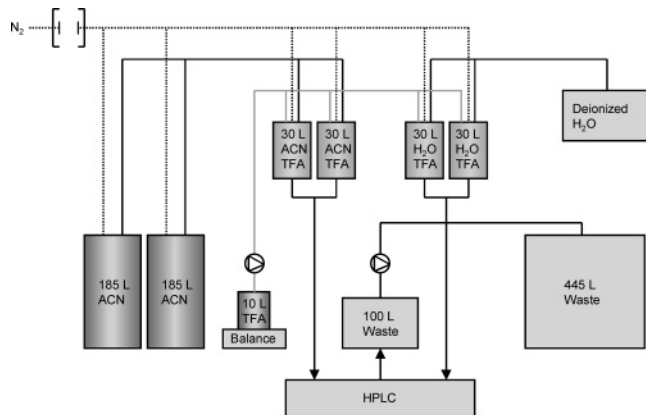 N₂
Deionized
H₂O
30 L
ACN
TFA
30 L
ACN
TFA
30 L
H₂O
TFA
30 L
H₂O
TFA
185 L
ACN
185 L
ACN
10 L
TFA
Balance
100 L
Waste
445 L
Waste
HPLC